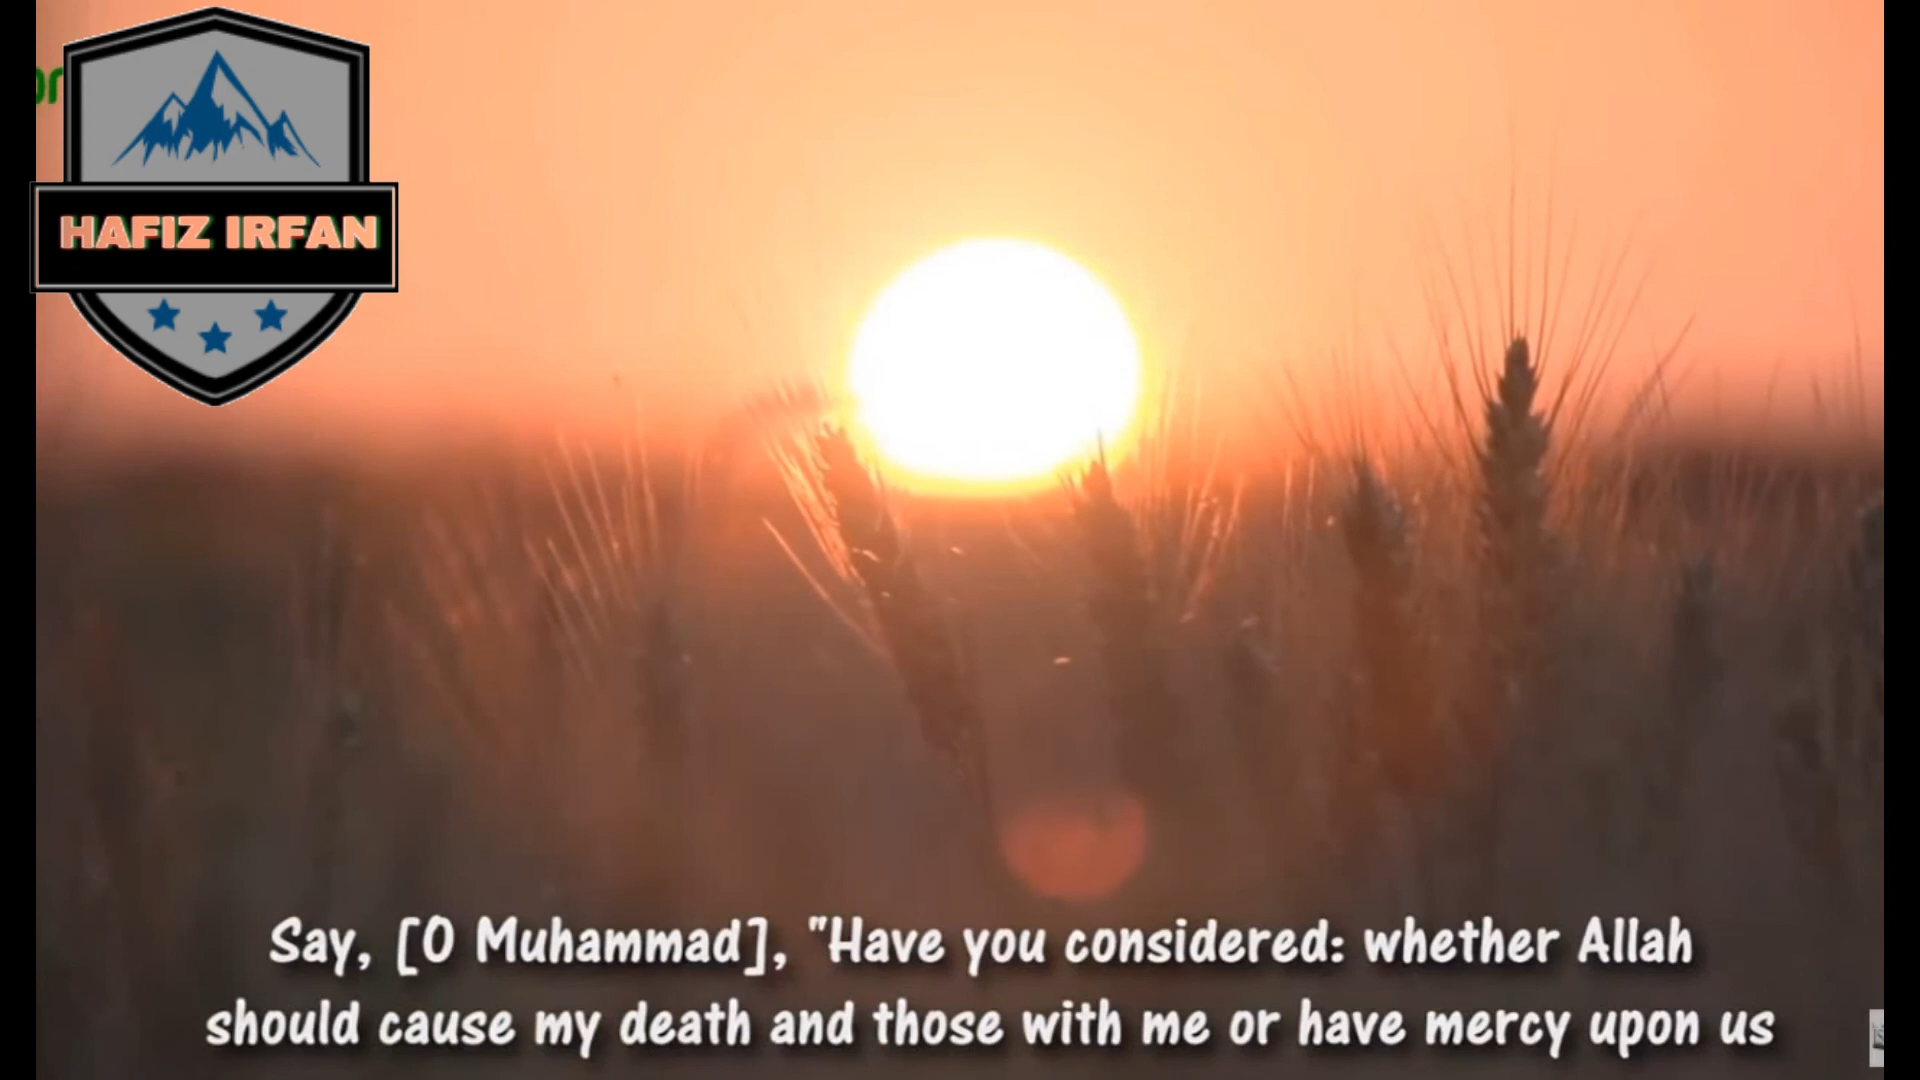 HAFIZ IRFAN
Say, [O Muhammad], "Have you considered: whether Allah
should cause my death and those with me or have mercy upon us